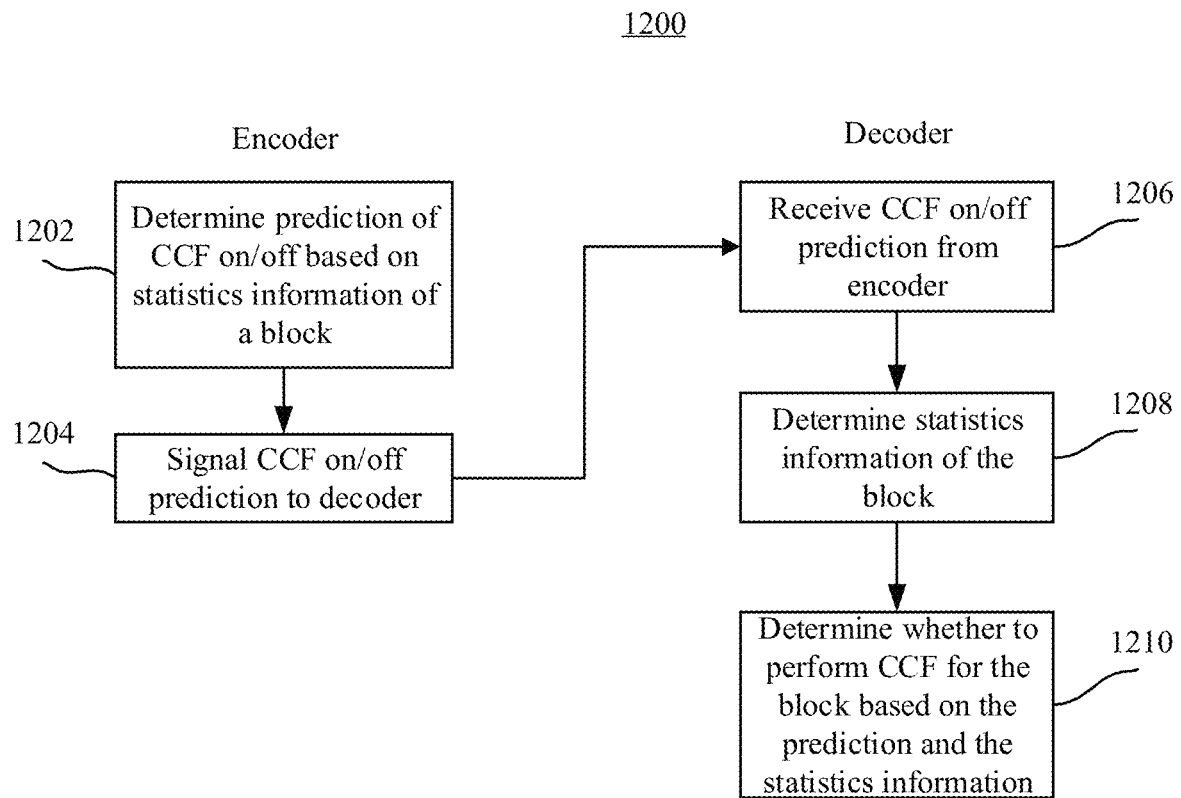 1200
Encoder
1202
Determine prediction of
CCF on/off based on
statistics information of
a block
1204
Signal CCF on/off
prediction to decoder
Decoder
Receive CCF on/off
prediction from
encoder
1206
Determine statistics
information of the
block
1208
Determine whether to
perform CCF for the
block based on the
prediction and the
statistics information
1210